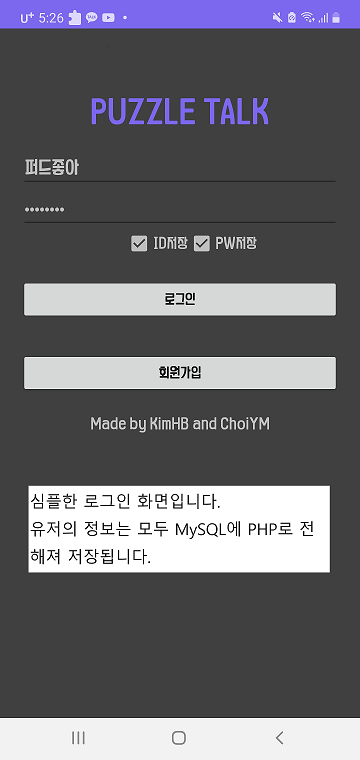 U+ 5:26
PUZZLE TALK
퍼드좋아
••••••••
ID저장 PW저장
로그인
회원가입
Made by KimHB and ChoiYM
심플한 로그인 화면입니다.
유저의 정보는 모두 MySQL에 PHP로 전
해져 저장됩니다.